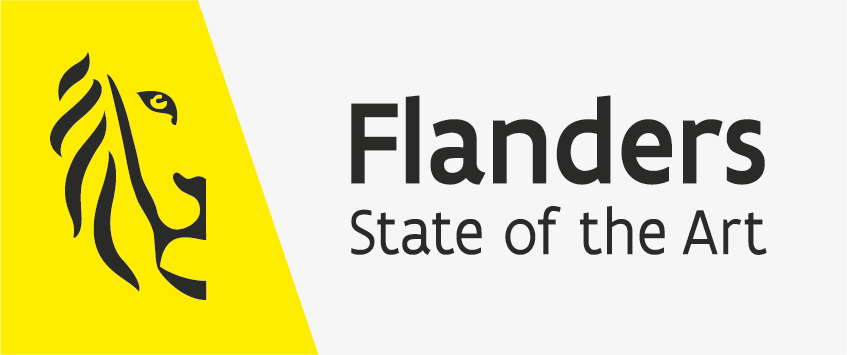 Flanders
State of the Art